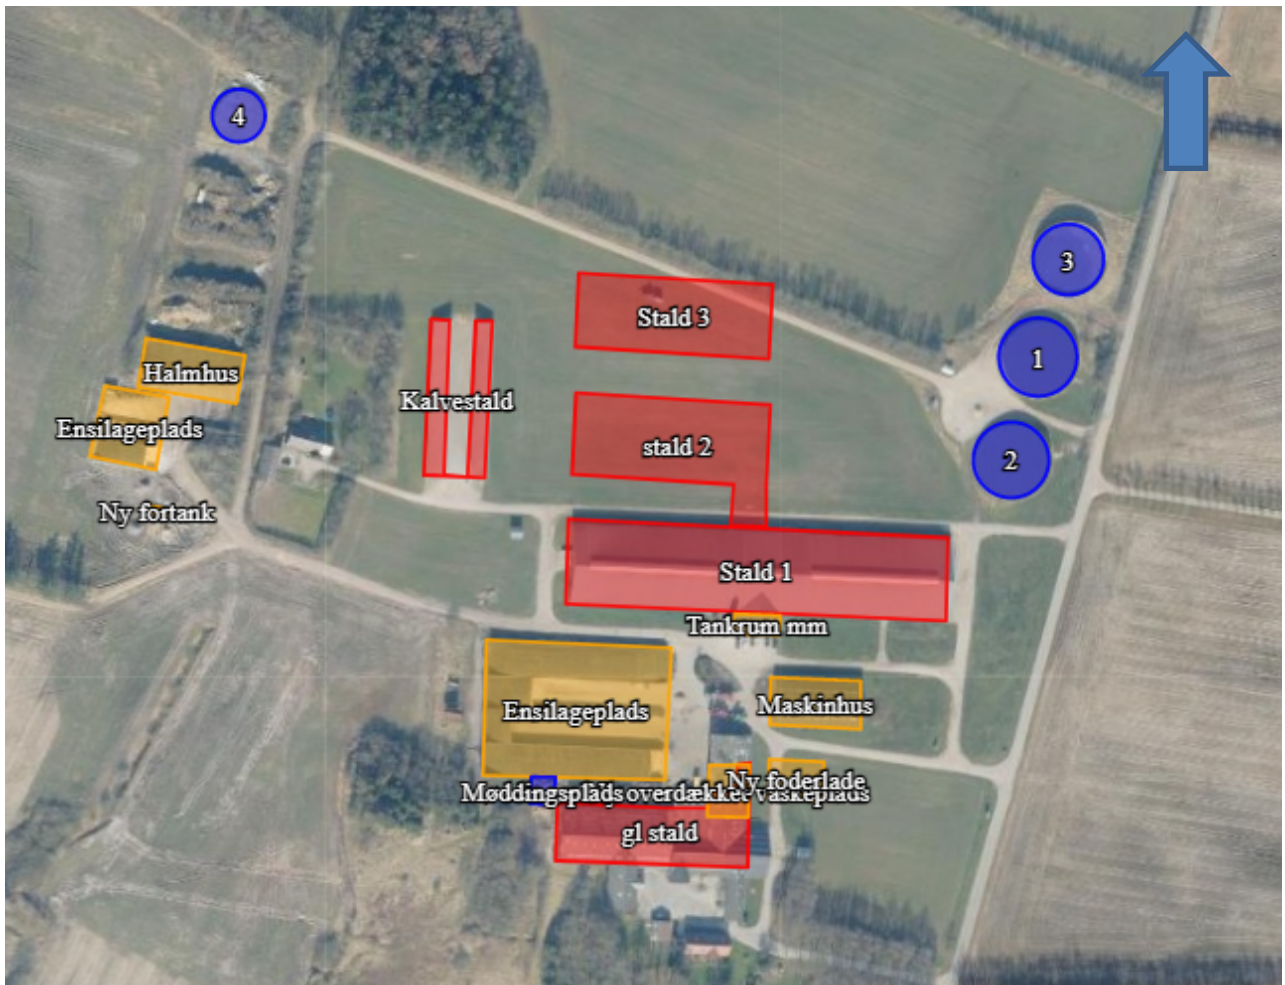 4
3
Stald 3
1
Halmhus
Kalvestald
Ensilageplads
stald 2
2
Ny fortank
Stald 1
Tankrum mm
Ensilageplads
Maskinhus
Ny foderlade
Møddingsplads overdækket vaskeplads
gl stald